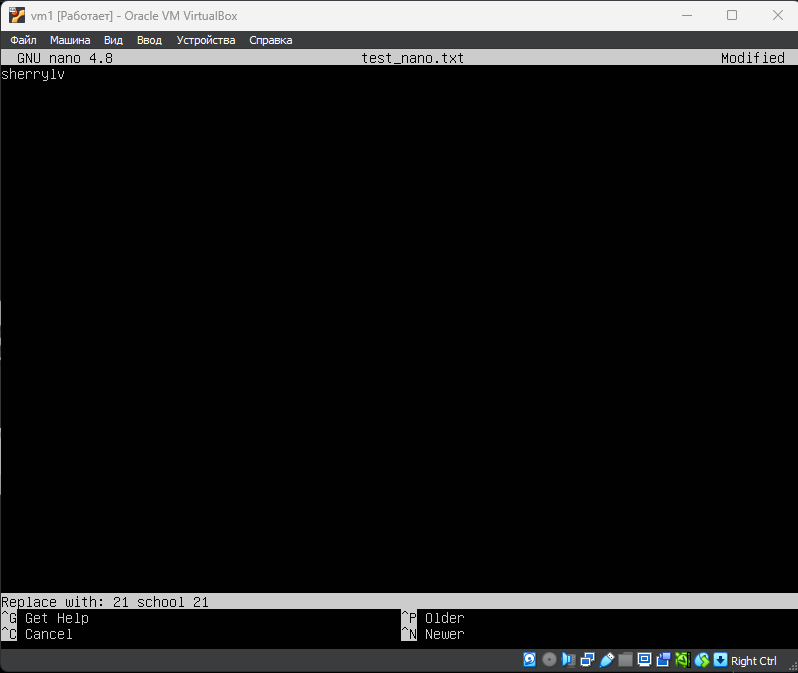 vm1 [Работает] - Oracle VM VirtualBox
Файл Машина Вид Ввод Устройства Справка
GNU nano 4.8 test_nano.txt Modified
sherrylv
Replace with: 21 school 21
^G Get Help ^P Older
^C Cancel ^N Newer
Right Ctrl